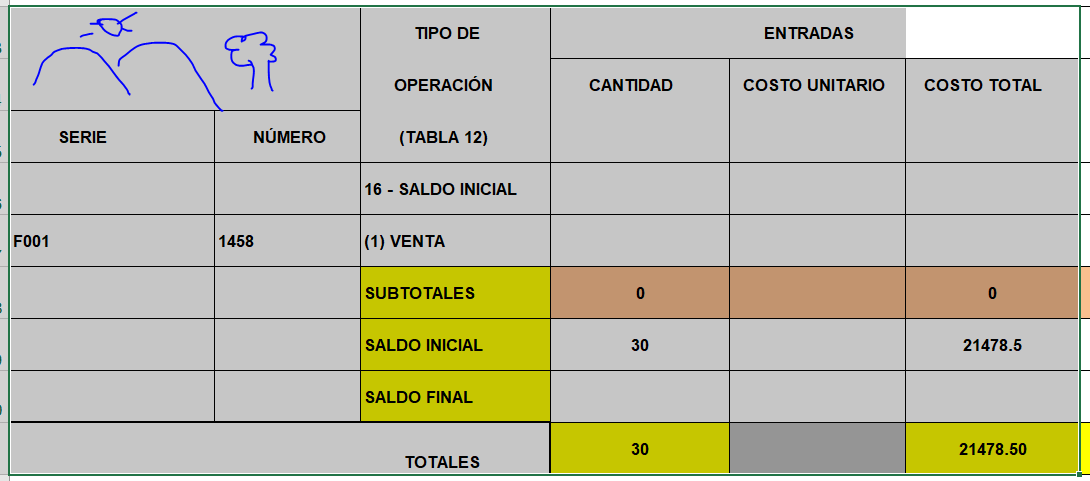 TIPO DE ENTRADAS
OPERACIÓN CANTIDAD COSTO UNITARIO COSTO TOTAL
SERIE NÚMERO (TABLA 12)
16 - SALDO INICIAL
F001 1458 (1) VENTA
SUBTOTALES 0 0
SALDO INICIAL 30 21478.5
SALDO FINAL
TOTALES 30 21478.50